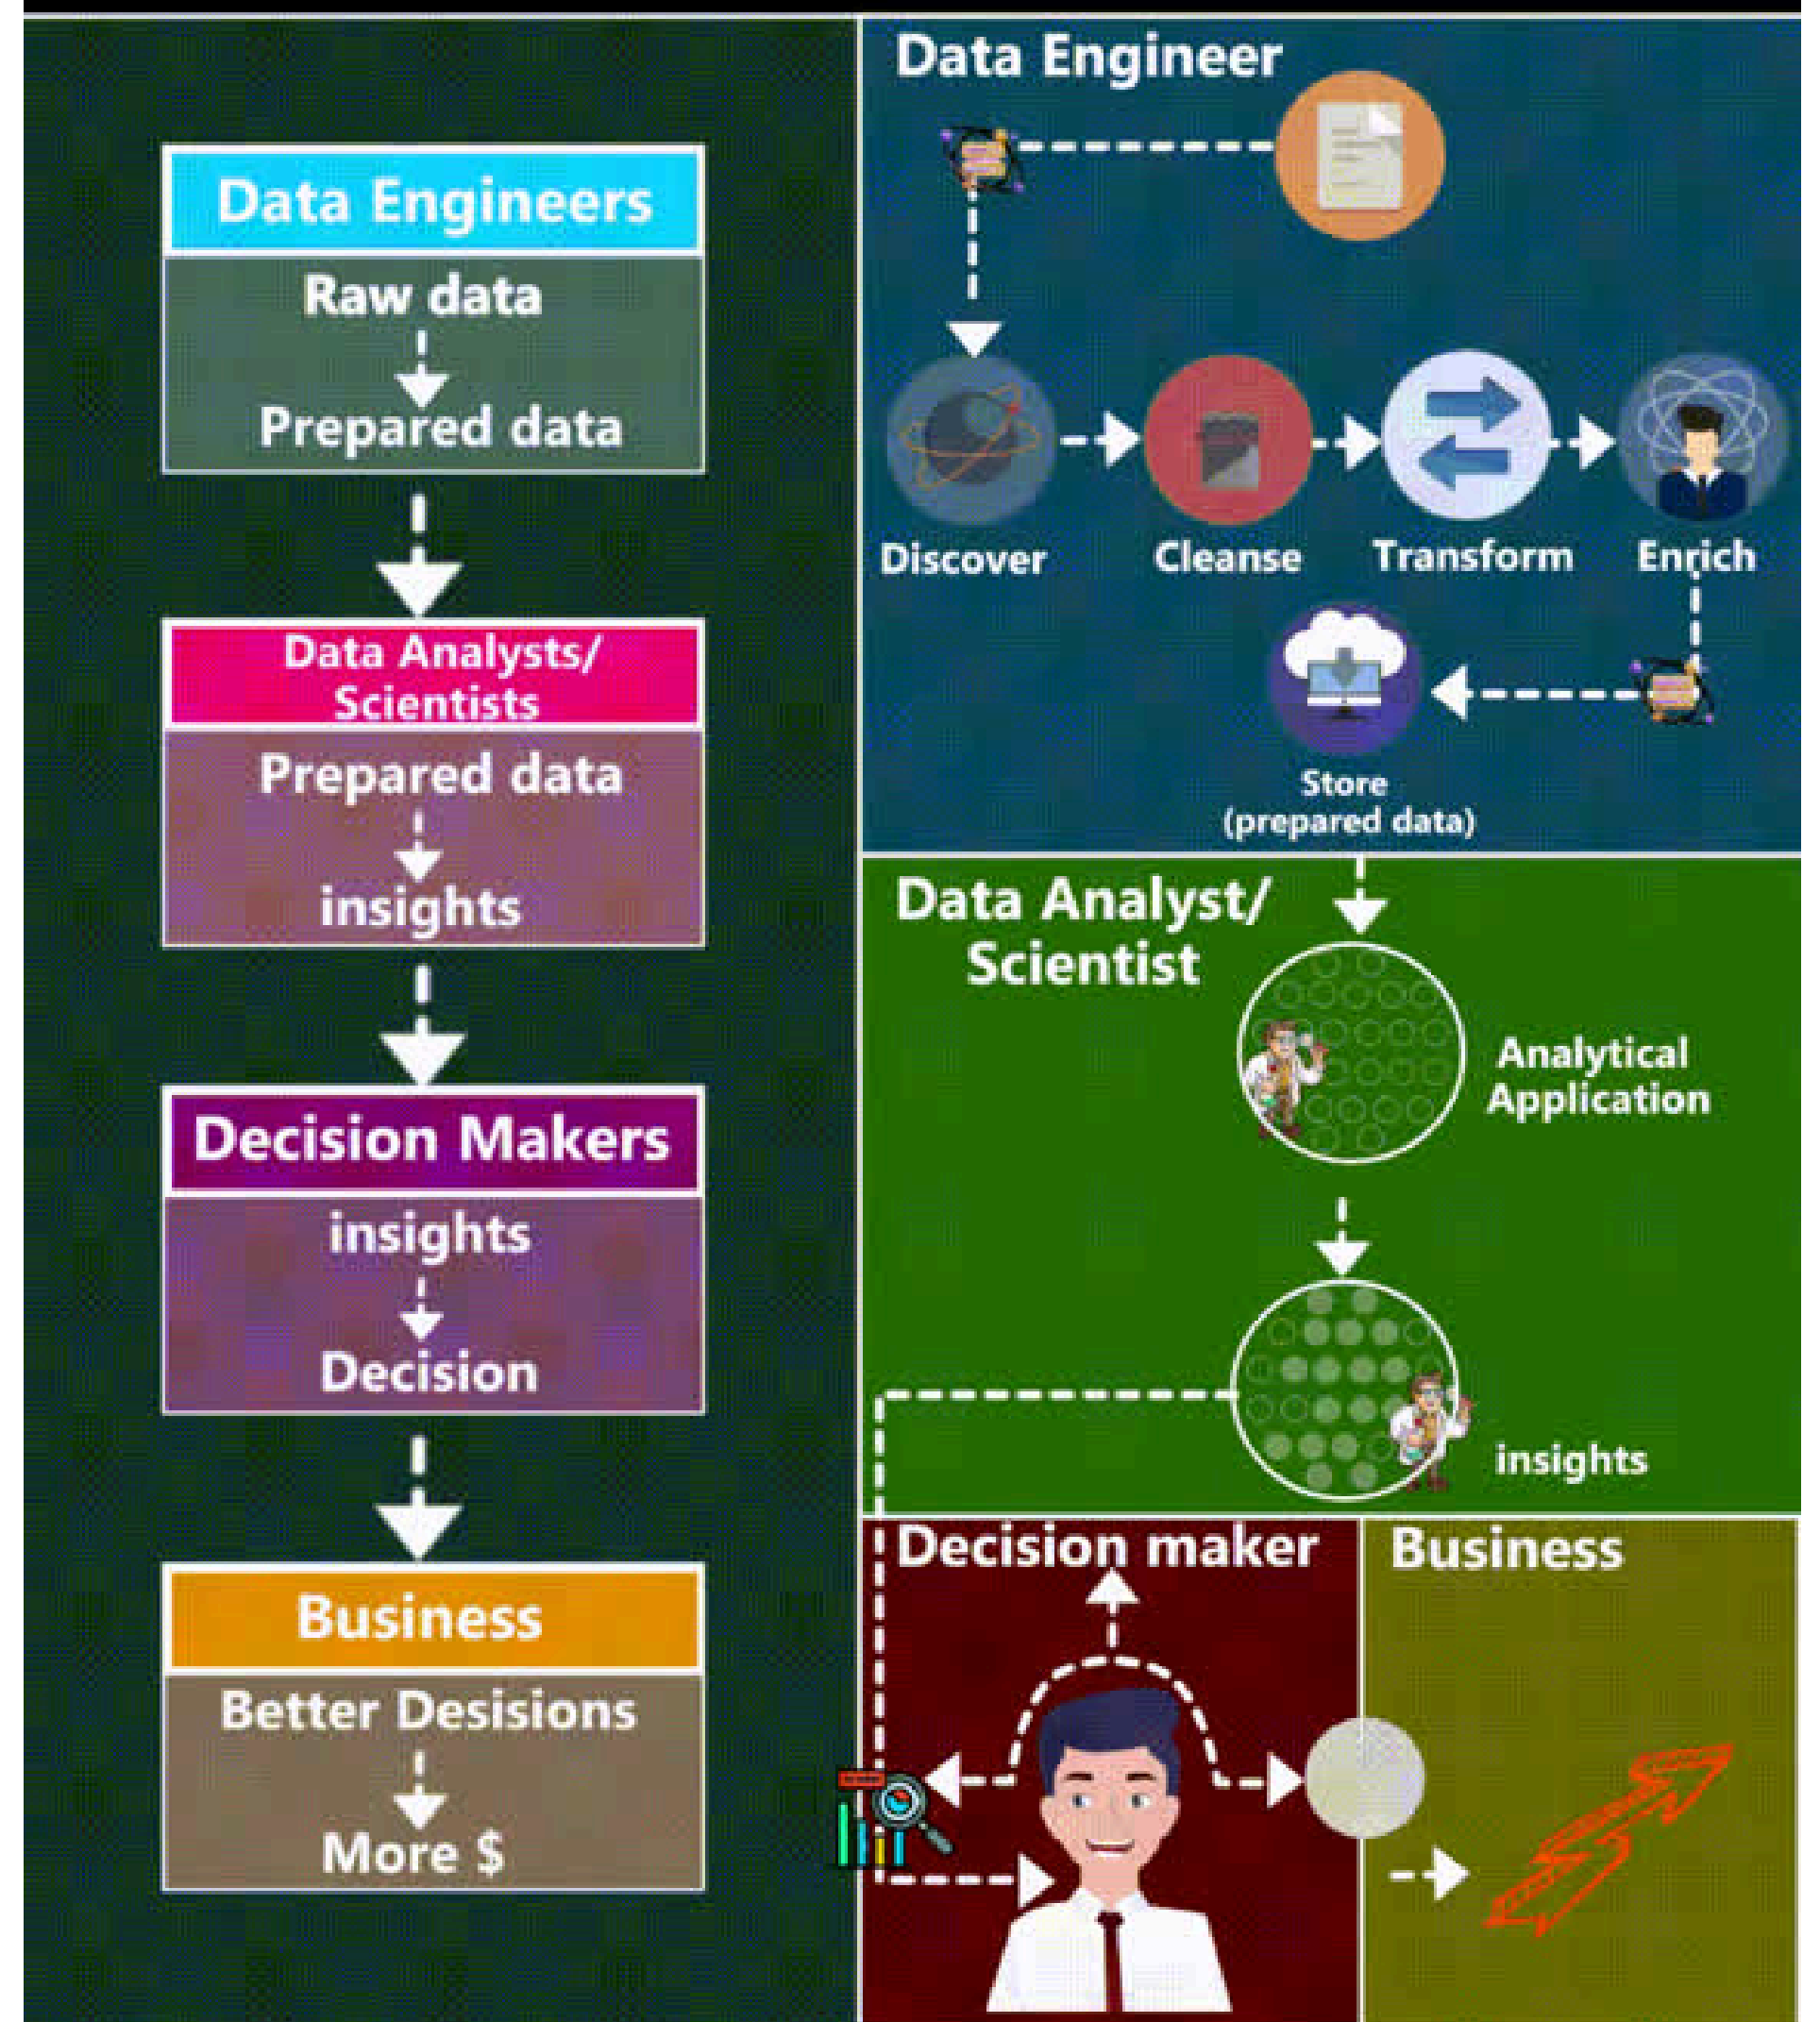 Data Engineers
Raw data
Prepared data
Data Analysts/
Scientists
Prepared data
insights
Decision Makers
insights
Decision
Business
Better Desisions
More $
Data Engineer
Discover
Cleanse
Transform
Enrich
Store
(prepared data)
Data Analyst/
Scientist
Analytical
Application
insights
Decision maker
Business